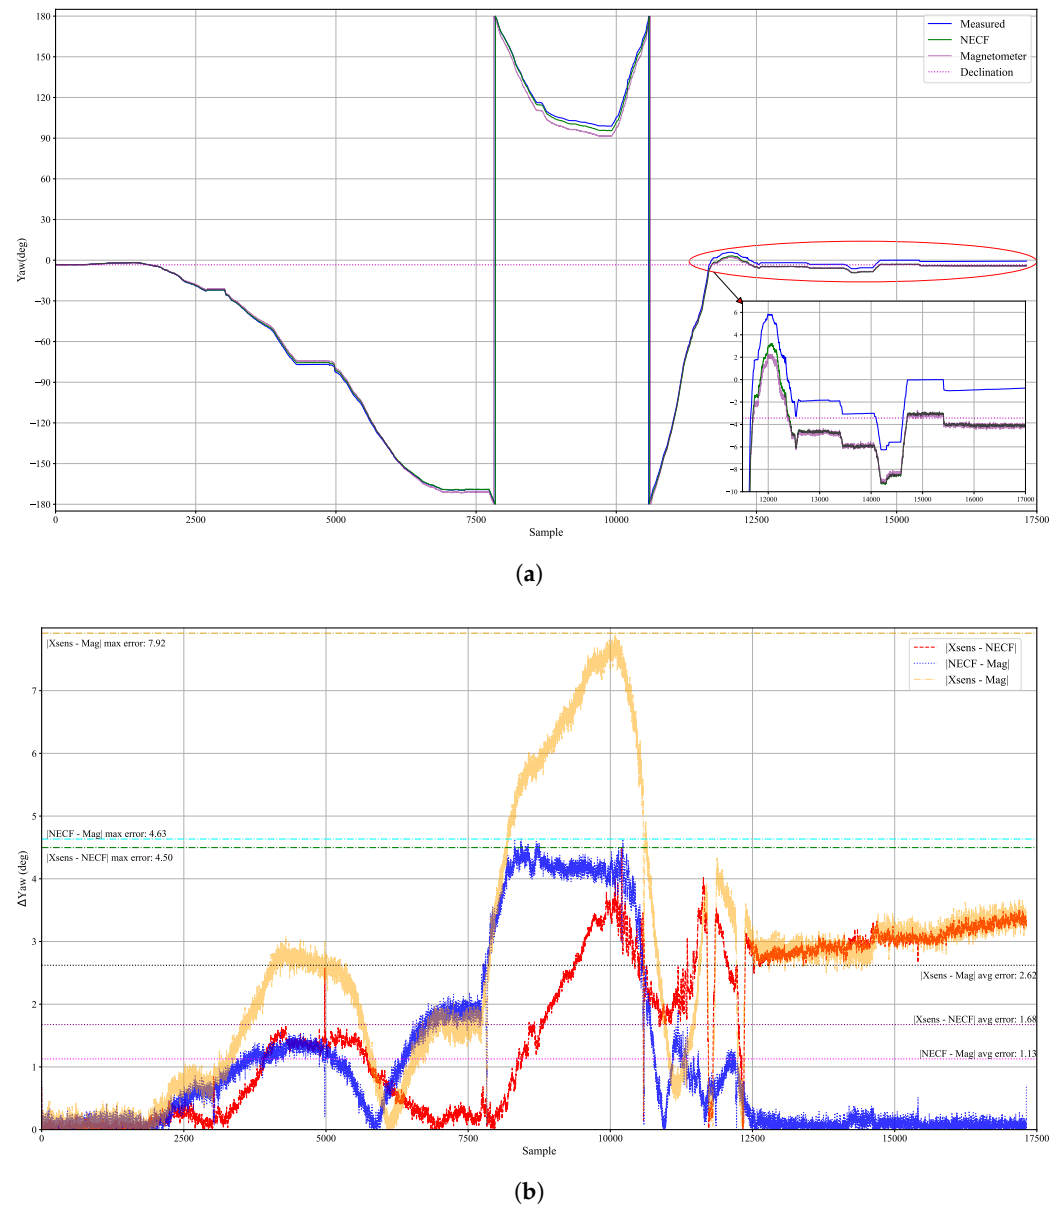 180
150
120
90
60
30
0
−30
−60
−90
−120
−150
−180
Yaw(deg)
Measured
NECF
Magnetometer
Declination
6
4
2
0
−2
−4
−6
−8
−10
12000 13000 14000 15000 16000 17000
0 2500 5000 7500 10000 12500 15000 17500
Sample
(a)
|Xsens - Mag| max error: 7.92
|Xsens - NECF|
|NECF - Mag|
|Xsens - Mag|
7
6
5
|NECF - Mag| max error: 4.63
|Xsens - NECF| max error: 4.50
4
3
|Xsens - Mag| avg error: 2.62
2
|Xsens - NECF| avg error: 1.68
|NECF - Mag| avg error: 1.13
1
0
ΔYaw (deg)
0 2500 5000 7500 10000 12500 15000 17500
Sample
(b)